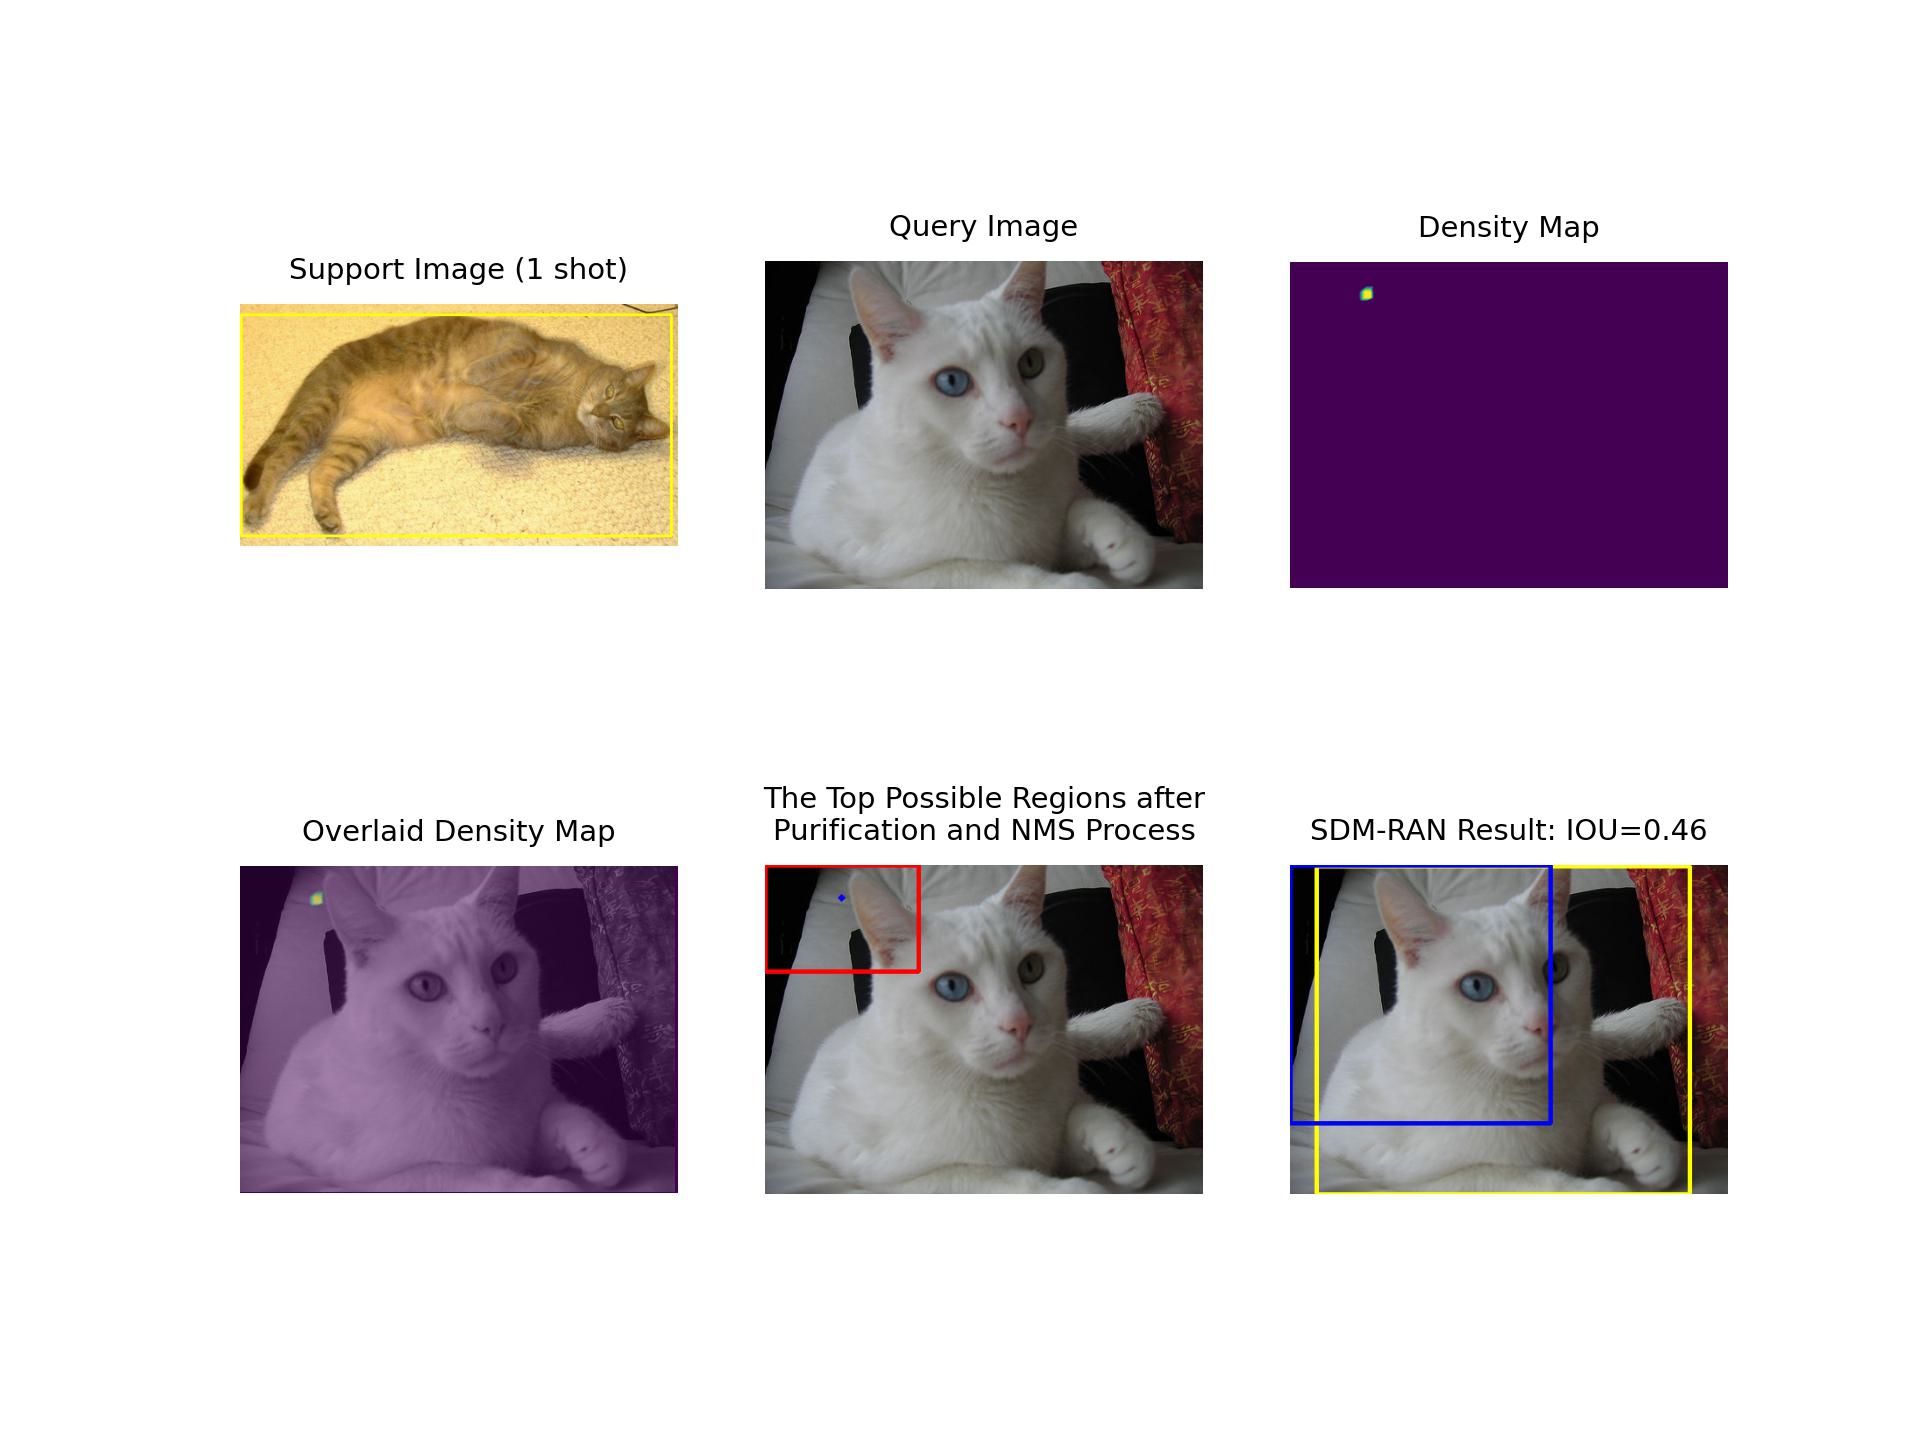 Support Image (1 shot)
Query Image
Density Map
Overlaid Density Map
The Top Possible Regions after
Purification and NMS Process
SDM-RAN Result: IOU=0.46